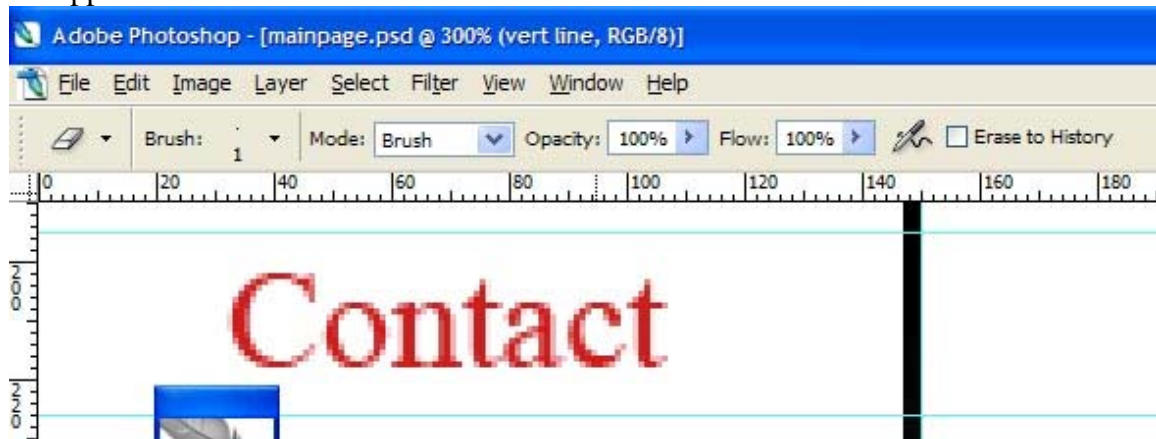 Adobe Photoshop - [mainpage.psd @ 300% (vert line, RGB/8)]
File Edit Image Layer Select Filter View Window Help
Brush: 1 Mode: Brush Opacity: 100% Flow: 100% Erase to History
0 20 40 60 80 100 120 140 160 180
200
Contact
220